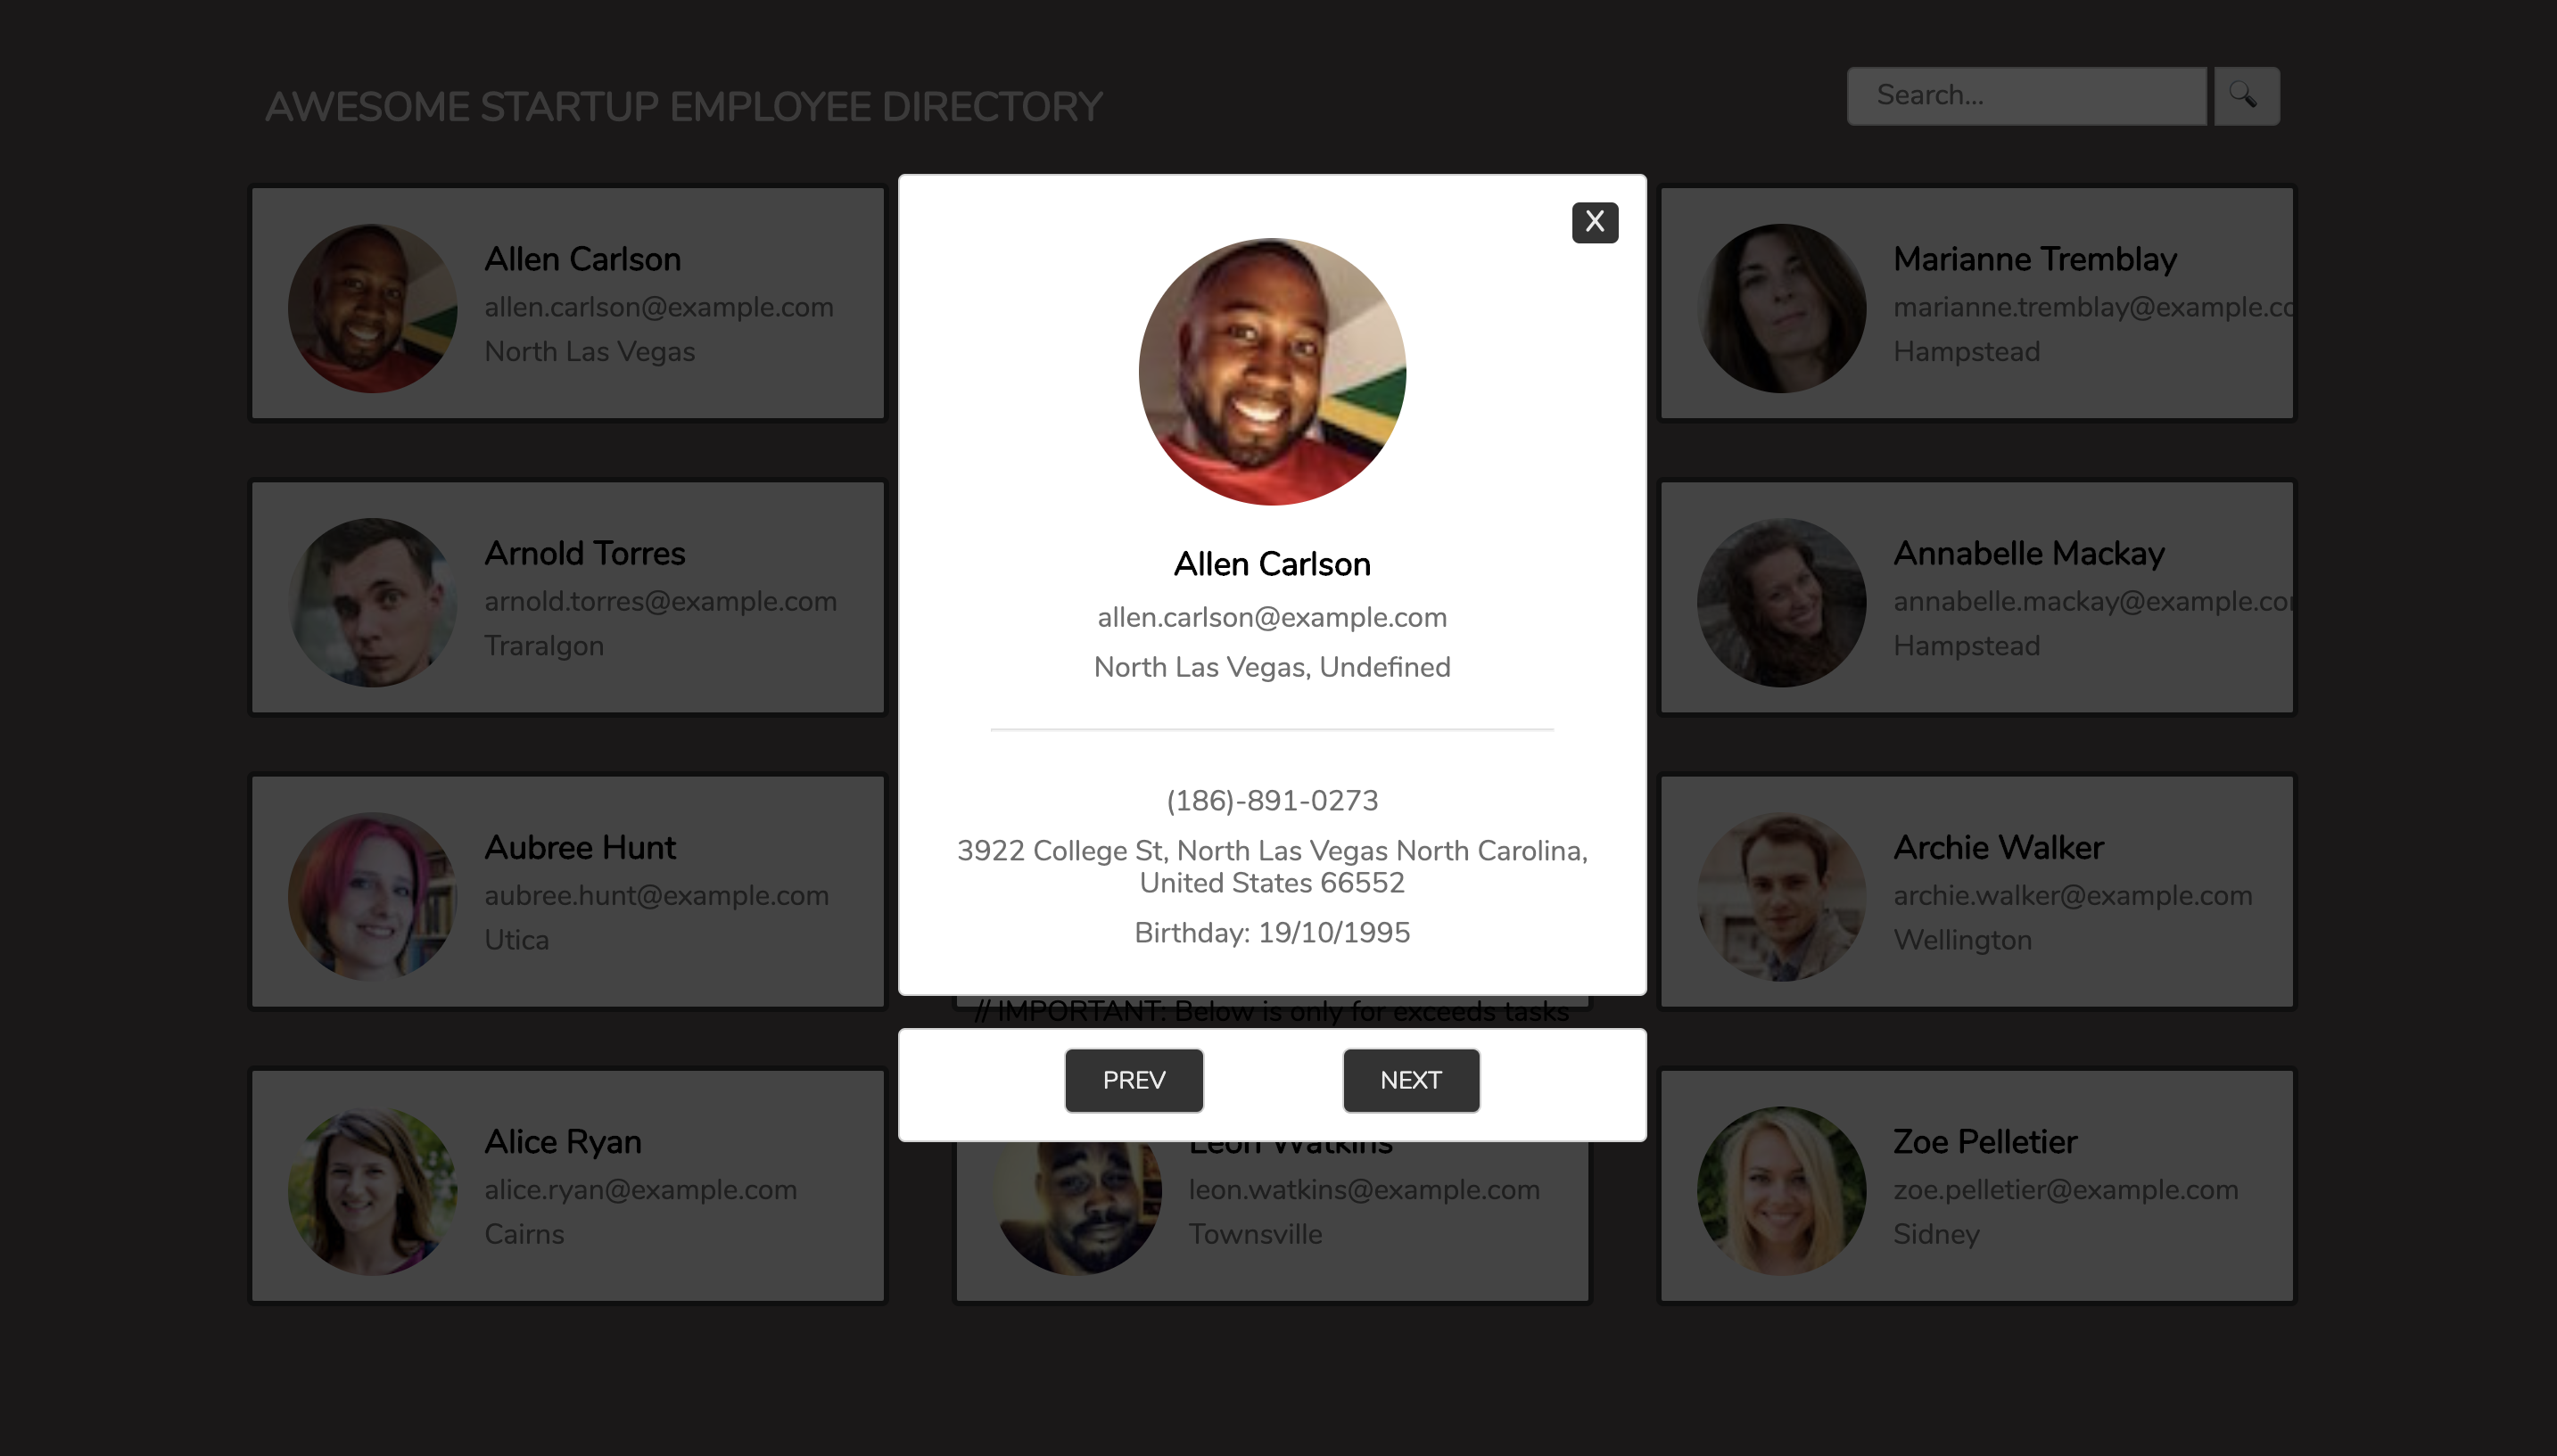 AWESOME STARTUP EMPLOYEE DIRECTORY
Search...
X
Allen Carlson
allen.carlson@example.com
North Las Vegas
Marianne Tremblay
marianne.tremblay@example.co
Hampstead
Arnold Torres
arnold.torres@example.com
Traralgon
Allen Carlson
allen.carlson@example.com
North Las Vegas, Undefined
(186)-891-0273
3922 College St, North Las Vegas North Carolina,
United States 66552
Birthday: 19/10/1995
Annabelle Mackay
annabelle.mackay@example.co
Hampstead
Aubree Hunt
aubree.hunt@example.com
Utica
Archie Walker
archie.walker@example.com
Wellington
// IMPORTANT: Below is only for exceeds tasks
PREV
NEXT
Alice Ryan
alice.ryan@example.com
Cairns
Leon Watkins
leon.watkins@example.com
Townsville
Zoe Pelletier
zoe.pelletier@example.com
Sidney